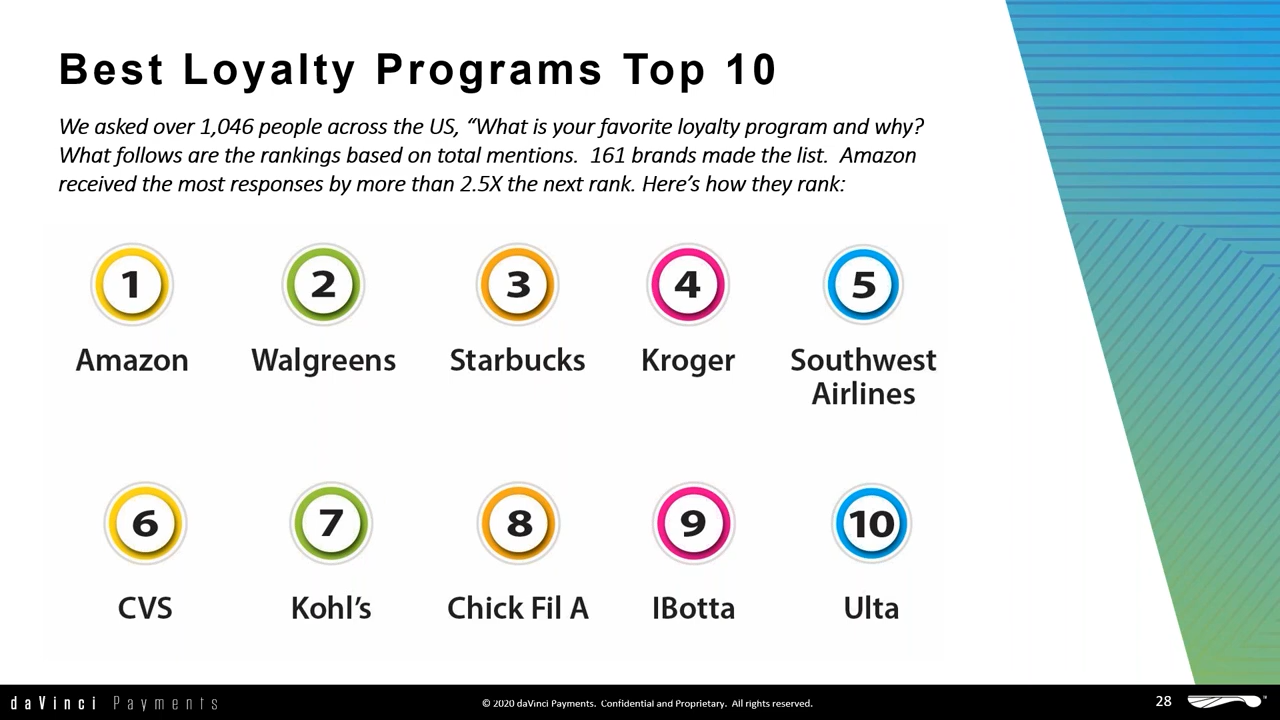 Best Loyalty Programs Top 10
We asked over 1,046 people across the US, “What is your favorite loyalty program and why?
What follows are the rankings based on total mentions.  161 brands made the list.  Amazon
received the most responses by more than 2.5X the next rank. Here’s how they rank:
1 2 3 4 5
Amazon Walgreens Starbucks Kroger Southwest
Airlines
6 7 8 9 10
CVS Kohl’s Chick Fil A IBotta Ulta
daVinci Payments © 2020 daVinci Payments.  Confidential and Proprietary.  All rights reserved. 28 ™